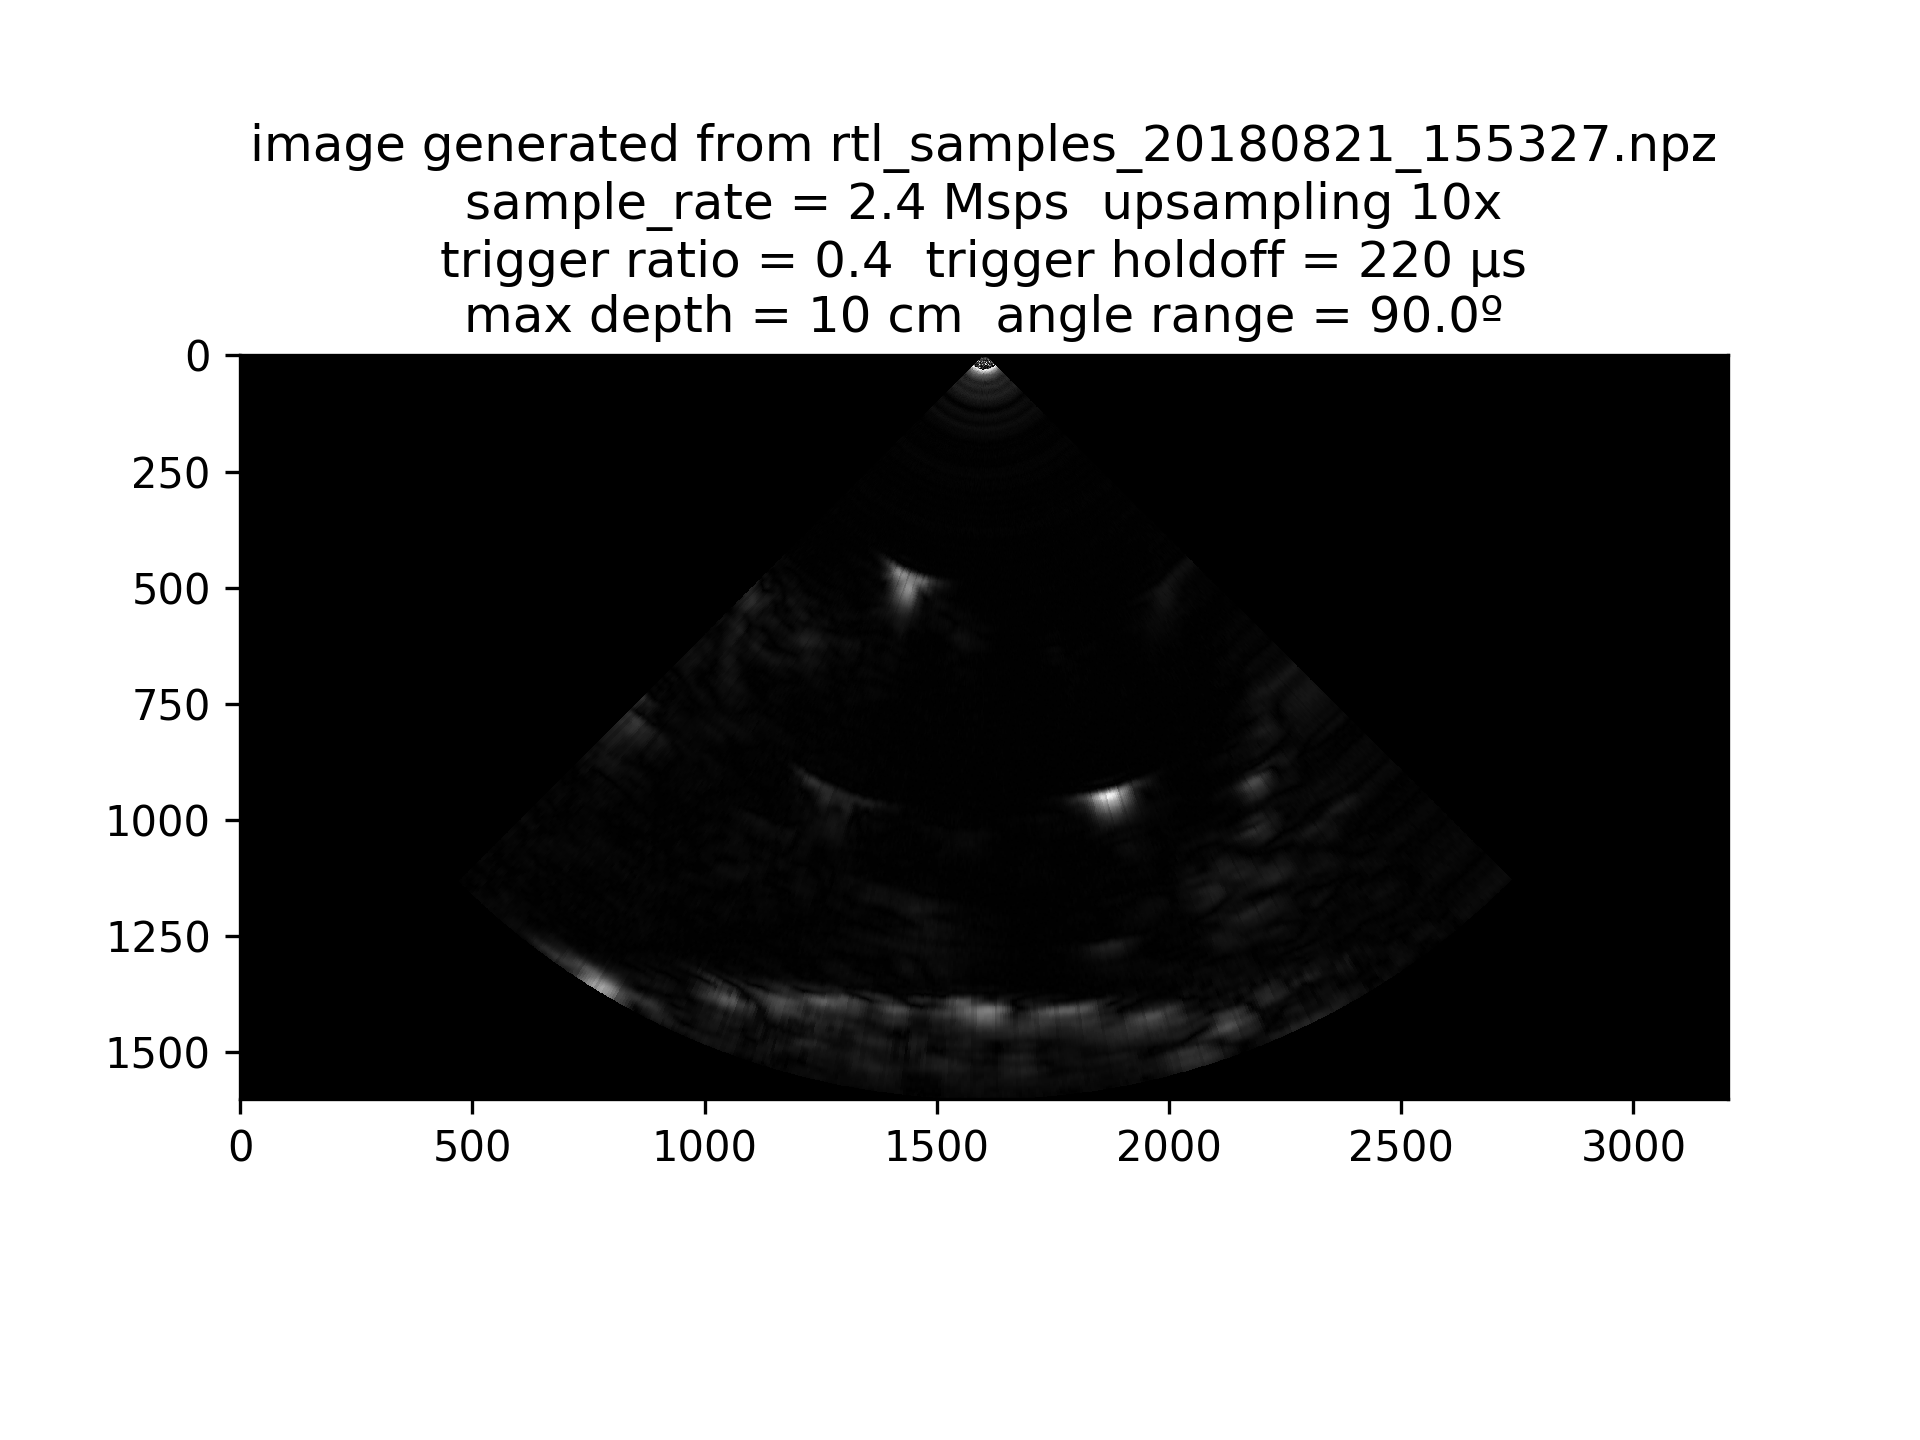 image generated from rtl_samples_20180821_155327.npz
sample_rate = 2.4 Msps  upsampling 10x
trigger ratio = 0.4  trigger holdoff = 220 µs
max depth = 10 cm  angle range = 90.0º
0
250
500
750
1000
1250
1500
0 500 1000 1500 2000 2500 3000